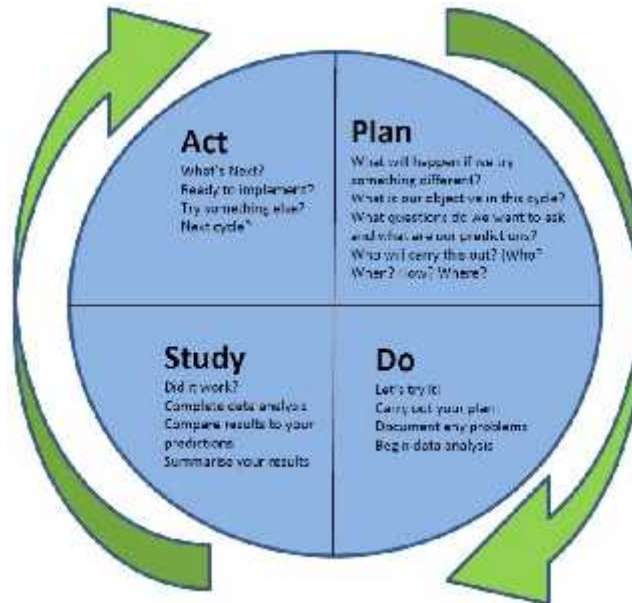 Act
What's Next?
Ready to implement?
Try something else?
Next cycle?
Plan
What will happen if we try
something different?
What is our objective in this cycle?
What questions do we want to ask
and what are our predictions?
Who will carry this out? (Who?
When? How? Where?
Study
Did it work?
Complete data analysis
Compare results to your
predictions
Summarise your results
Do
Let's try it!
Carry out your plan
Document any problems
Begin data analysis